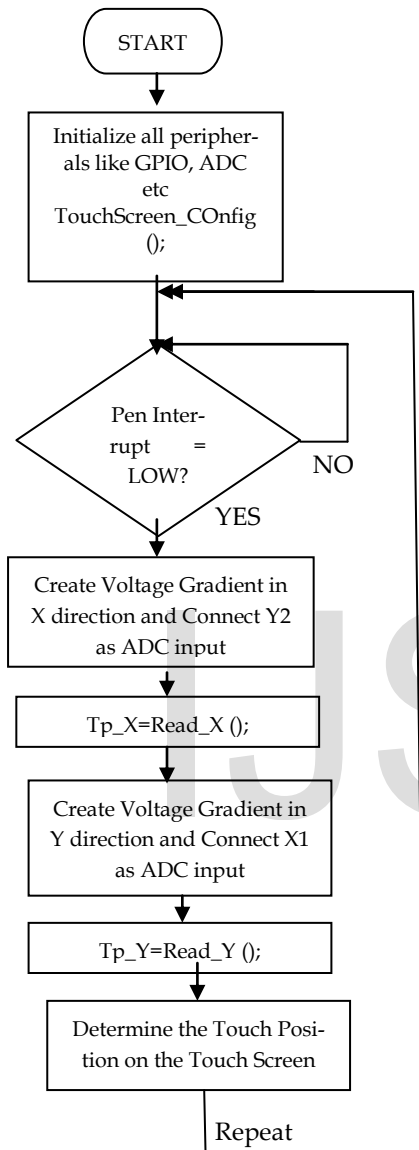 START
Initialize all peripher-
als like GPIO, ADC
etc
TouchScreen_COnfig
();
Pen Inter-
rupt =
LOW?
NO
YES
Create Voltage Gradient in
X direction and Connect Y2
as ADC input
Tp_X=Read_X ();
Create Voltage Gradient in
Y direction and Connect X1
as ADC input
Tp_Y=Read_Y ();
Determine the Touch Posi-
tion on the Touch Screen
Repeat
IJS